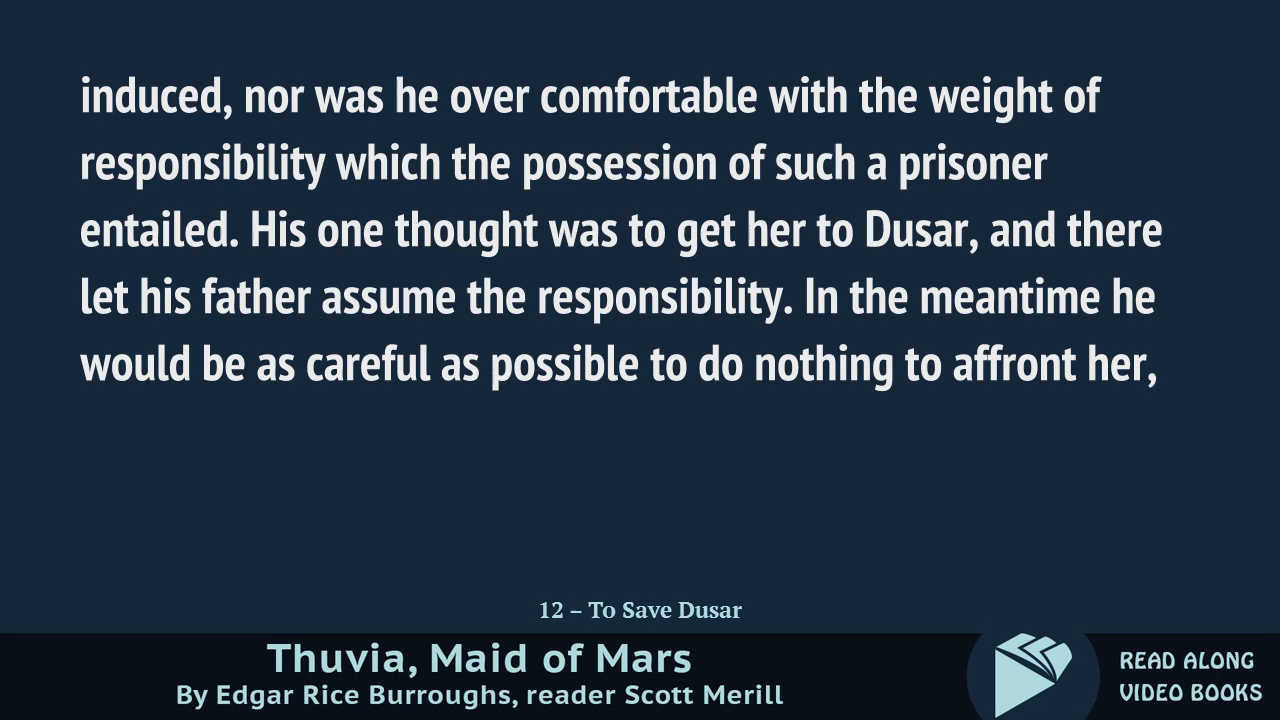 induced, nor was he over comfortable with the weight of
responsibility which the possession of such a prisoner
entailed. His one thought was to get her to Dusar, and there
let his father assume the responsibility. In the meantime he
would be as careful as possible to do nothing to affront her,
12 – To Save Dusar
Thuvia, Maid of Mars
By Edgar Rice Burroughs, reader Scott Merill
READ ALONG
VIDEO BOOKS